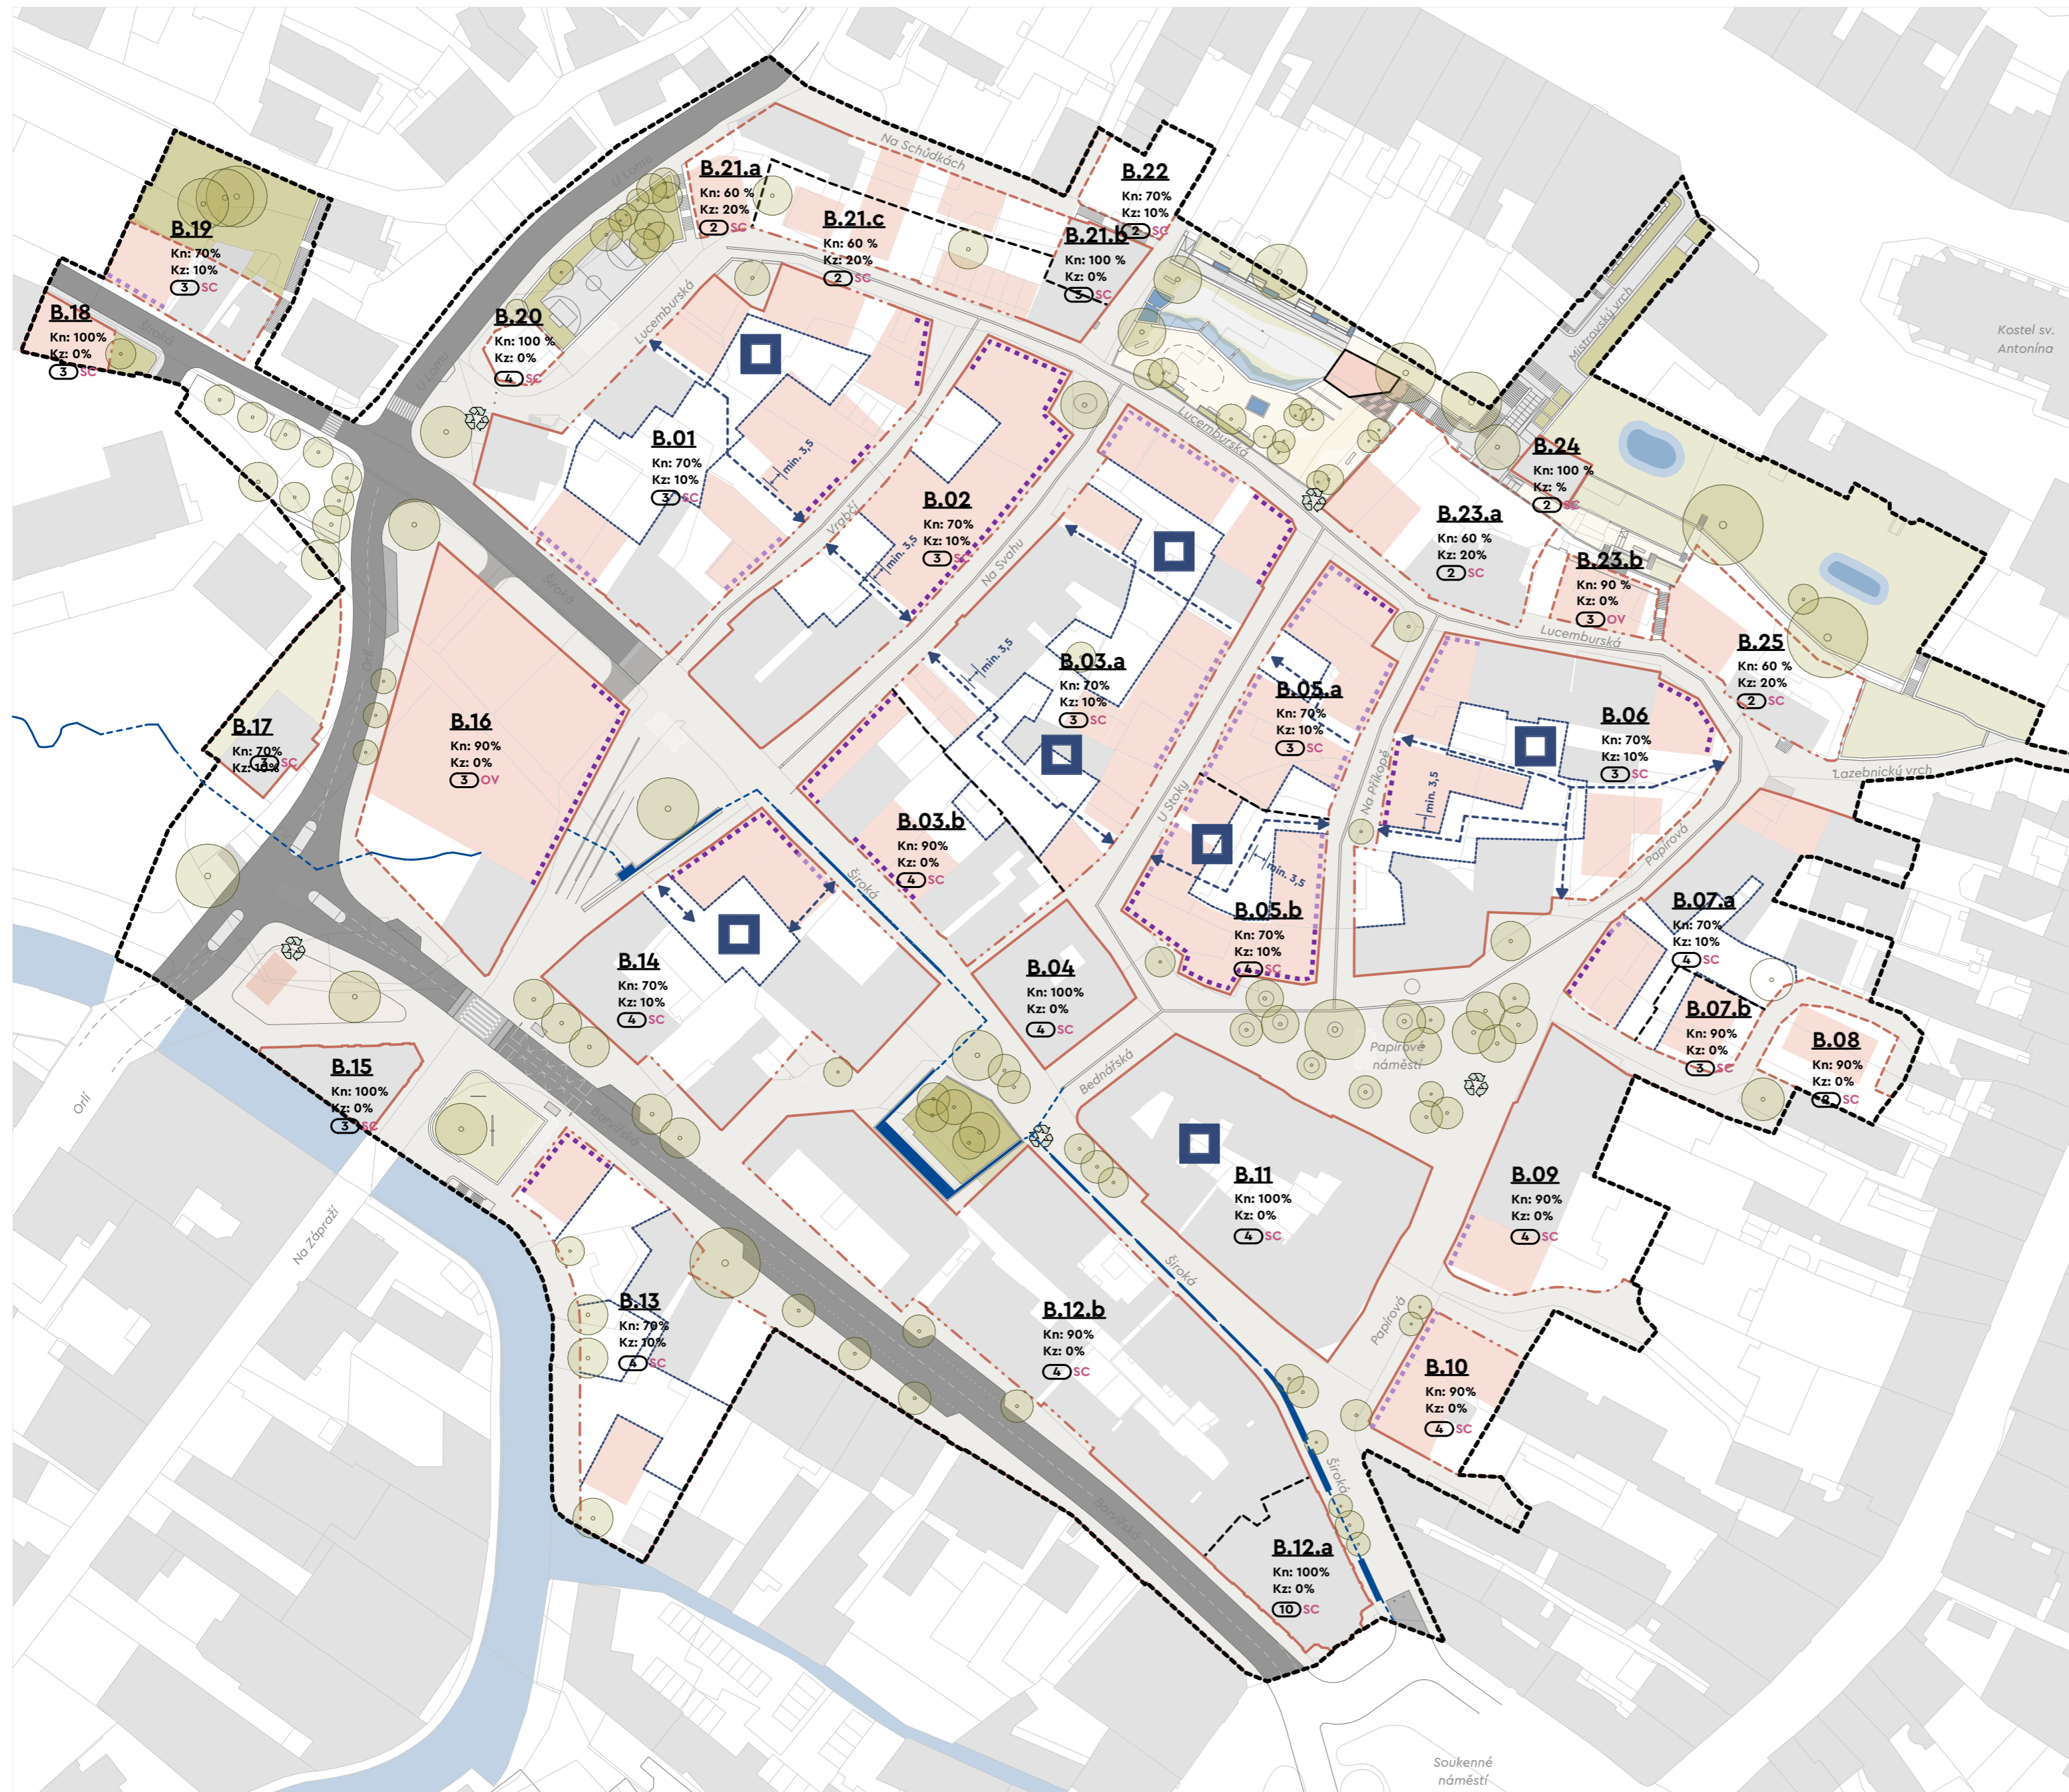 Na Schůdkách
U Lomu
B.21.a
Kn: 60 %
Kz: 20%
2 SC
B.22
Kn: 70%
Kz: 10%
2 SC
B.21.c
Kn: 60 %
Kz: 20%
2 SC
B.21.b
Kn: 100 %
Kz: 0%
3 SC
B.19
Kn: 70%
Kz: 10%
3 SC
B.18
Kn: 100%
Kz: 0%
3 SC
Široká
U Lomu
B.20
Kn: 100 %
Kz: 0%
4 SC
Lucemburská
Mistrovský vrch
Kostel sv.
Antonína
B.01
Kn: 70%
Kz: 10%
3 SC
min. 3,5
Vrabčí
B.02
Kn: 70%
Kz: 10%
3 SC
min. 3,5
Na Svahu
Lucemburská
B.24
Kn: 100 %
Kz: %
2 SC
B.23.a
Kn: 60 %
Kz: 20%
2 SC
B.23.b
Kn: 90 %
Kz: 0%
3 OV
Lucemburská
B.25
Kn: 60 %
Kz: 20%
2 SC
Lazebnický vrch
Široká
Orlí
B.17
Kn: 70%
Kz: 10%
3 SC
B.16
Kn: 90%
Kz: 0%
3 OV
min. 3,5
B.03.a
Kn: 70%
Kz: 10%
3 SC
B.05.a
Kn: 70%
Kz: 10%
3 SC
B.06
Kn: 70%
Kz: 10%
3 SC
Na Příkopě
U Stoky
min. 3,5
Papírová
B.03.b
Kn: 90%
Kz: 0%
4 SC
Široká
min. 3,5
B.05.b
Kn: 70%
Kz: 10%
4 SC
B.07.a
Kn: 70%
Kz: 10%
4 SC
B.07.b
Kn: 90%
Kz: 0%
3 SC
B.08
Kn: 90%
Kz: 0%
SC
B.14
Kn: 70%
Kz: 10%
4 SC
B.04
Kn: 100%
Kz: 0%
4 SC
Bednářská
Papírové
náměstí
B.15
Kn: 100%
Kz: 0%
3 SC
Orlí
Barvířská
Na Zápraží
B.11
Kn: 100%
Kz: 0%
4 SC
B.09
Kn: 90%
Kz: 0%
4 SC
Široká
Papírová
B.13
Kn: 70%
Kz: 10%
4 SC
B.12.b
Kn: 90%
Kz: 0%
4 SC
B.10
Kn: 90%
Kz: 0%
4 SC
Široká
Barvířská
B.12.a
Kn: 100%
Kz: 0%
10 SC
Soukenné
náměstí